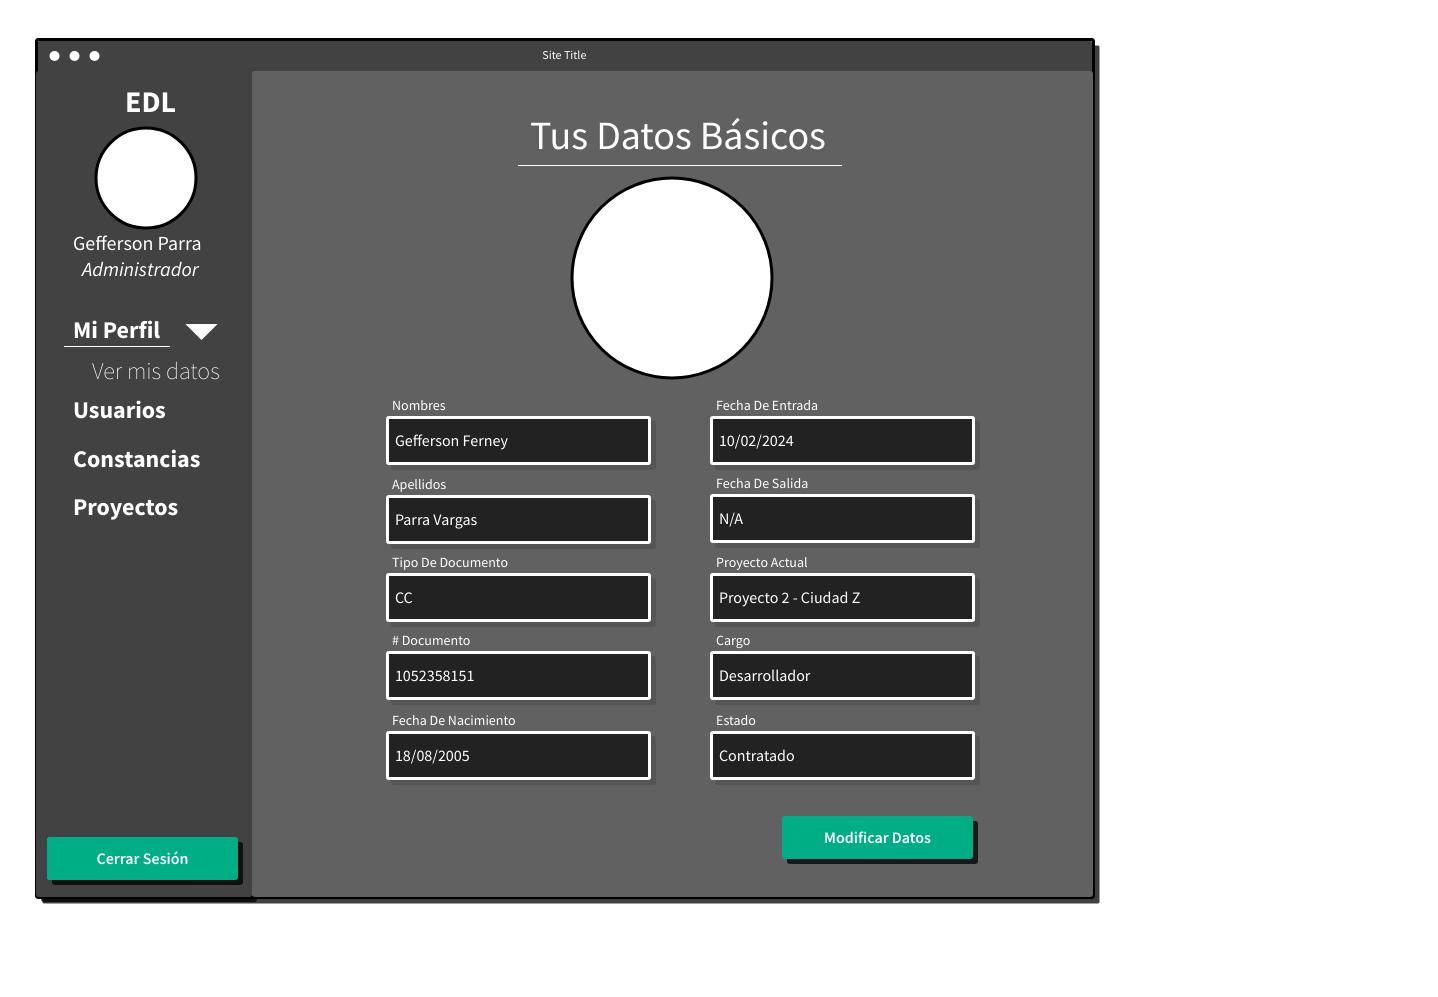 Site Title
EDL
Gefferson Parra
Administrador
Mi Perfil
Ver mis datos
Usuarios
Constancias
Proyectos
Cerrar Sesión
Tus Datos Básicos
Nombres
Gefferson Ferney
Apellidos
Parra Vargas
Tipo De Documento
CC
# Documento
1052358151
Fecha De Nacimiento
18/08/2005
Fecha De Entrada
10/02/2024
Fecha De Salida
N/A
Proyecto Actual
Proyecto 2 - Ciudad Z
Cargo
Desarrollador
Estado
Contratado
Modificar Datos